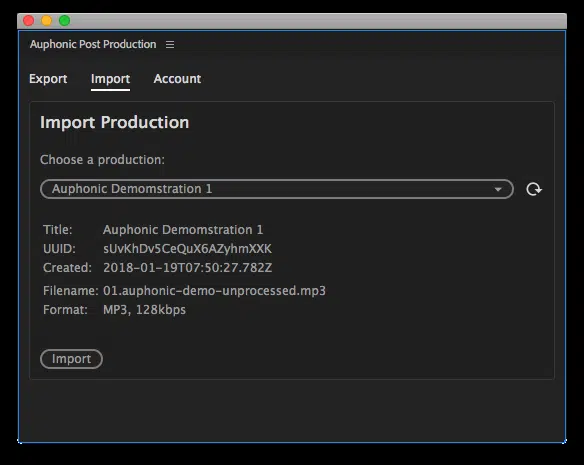 Auphonic Post Production
Export Import Account
Import Production
Choose a production:
Auphonic Demomstration 1
Title: Auphonic Demomstration 1
UUID: sUvKhDv5CeQuX6AZyhmXXK
Created: 2018-01-19T07:50:27.782Z
Filename: 01.auphonic-demo-unprocessed.mp3
Format: MP3, 128kbps
Import